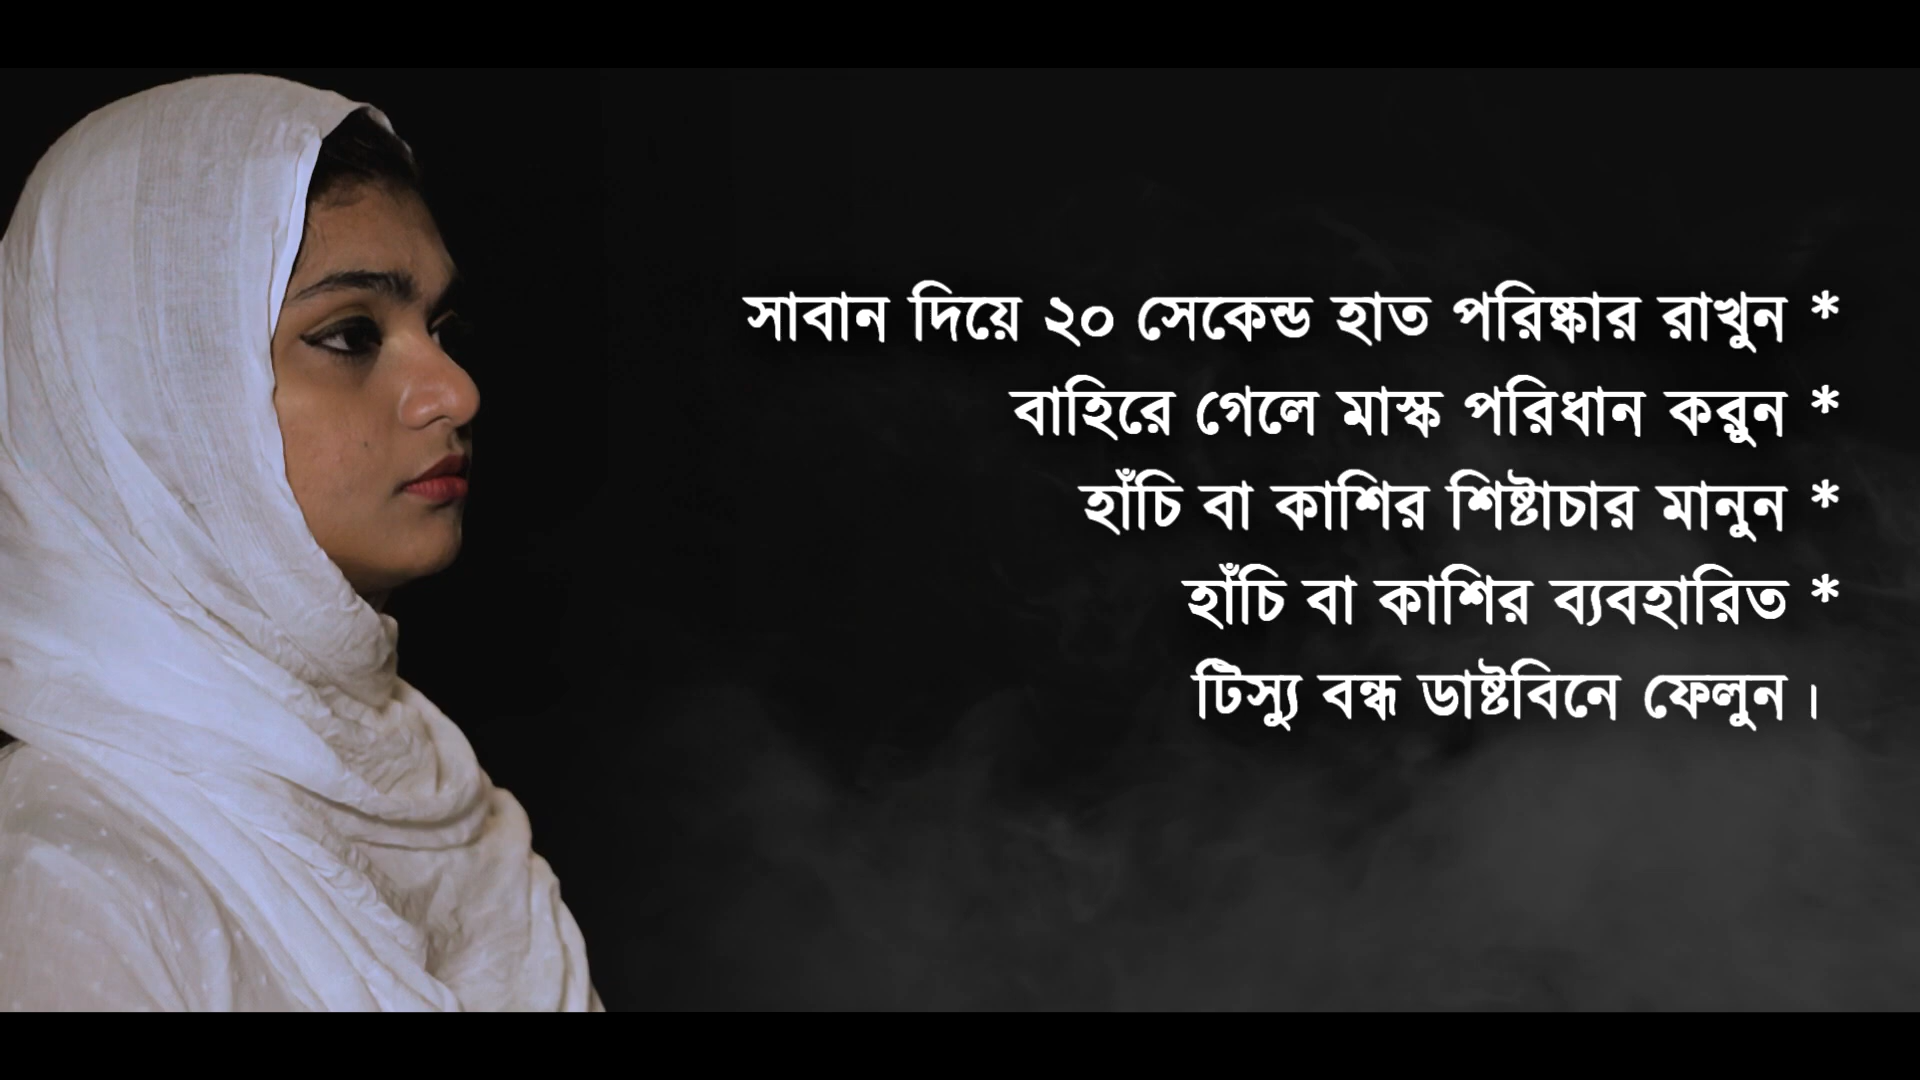 সাবান দিয়ে ২০ সেকেন্ড হাত পরিষ্কার রাখুন *
বাহিরে গেলে মাস্ক পরিধান করুন *
হাঁচি বা কাশির শিষ্টাচার মানুন *
হাঁচি বা কাশির ব্যবহারিত *
টিস্যু বন্ধ ডাষ্টবিনে ফেলুন।